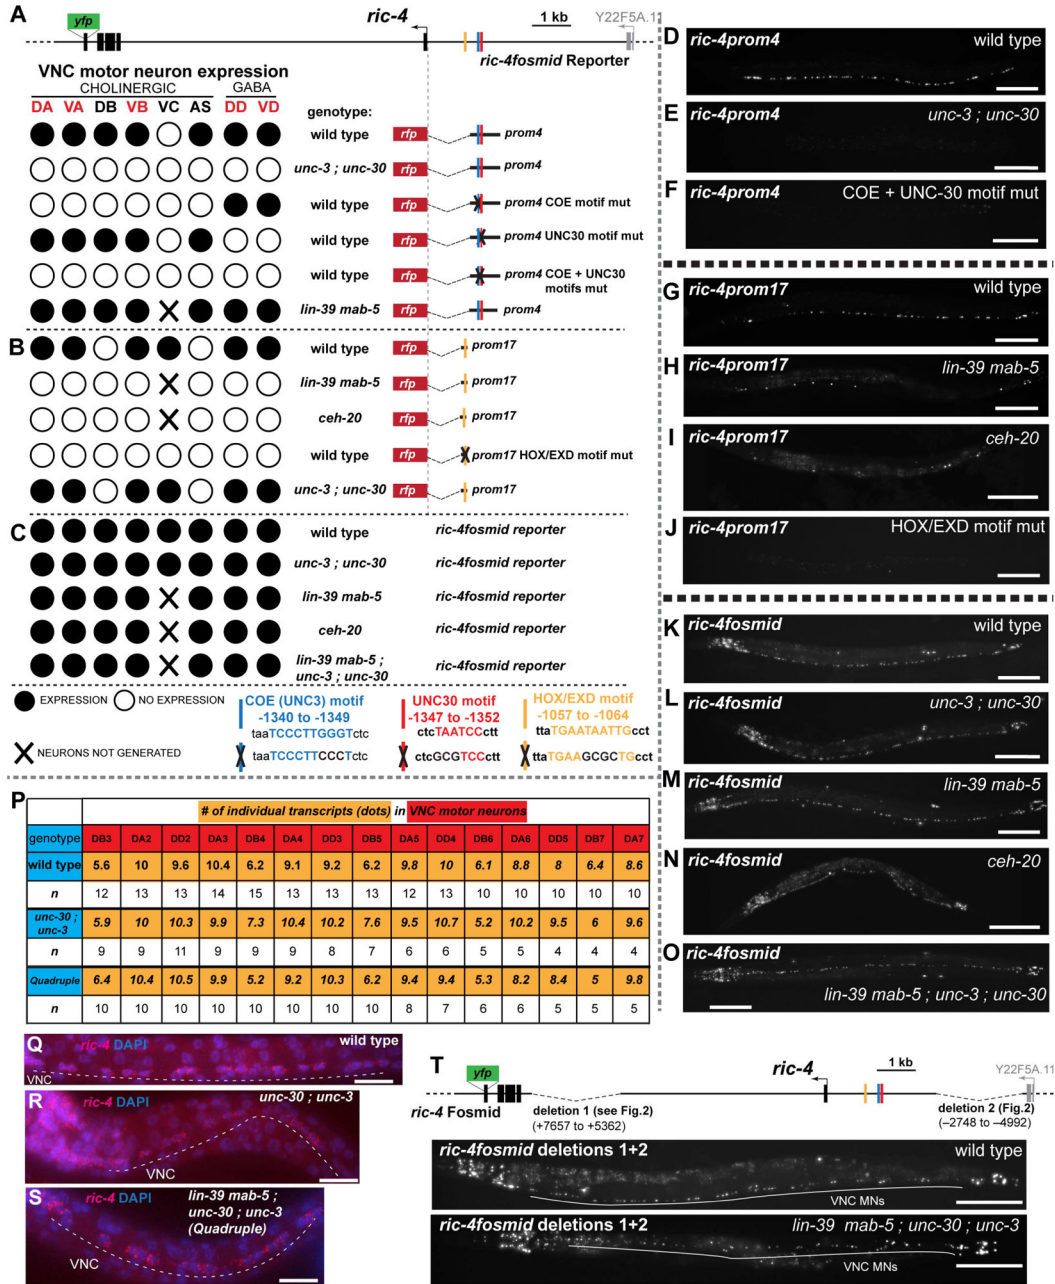 A
yfp
ric-4
1 kb
Y22F5A.11
ric-4fosmid Reporter
VNC motor neuron expression
CHOLINERGIC GABA
DA VA DB VB VC AS DD VD
genotype:
wild type rfp prom4
unc-3 ; unc-30 rfp prom4
wild type rfp prom4 COE motif mut
wild type rfp prom4 UNC30 motif mut
wild type rfp prom4 COE + UNC30
motifs mut
lin-39 mab-5 rfp prom4
B
wild type rfp prom17
lin-39 mab-5 rfp prom17
ceh-20 rfp prom17
wild type rfp prom17 HOX/EXD motif mut
unc-3 ; unc-30 rfp prom17
C
wild type ric-4fosmid reporter
unc-3 ; unc-30 ric-4fosmid reporter
lin-39 mab-5 ric-4fosmid reporter
ceh-20 ric-4fosmid reporter
lin-39 mab-5 ;
unc-3 ; unc-30 ric-4fosmid reporter
EXPRESSION NO EXPRESSION
NEURONS NOT GENERATED
COE (UNC3) motif
-1340 to -1349
taaTCCCTTGGGTctc
taaTCCCTTCCCTctc
UNC30 motif
-1347 to -1352
ctcTAATCCctt
ctcGCGTCCctt
HOX/EXD motif
-1057 to -1064
ttaTGAATAATTGcct
ttaTGAAGCGCTGcct
D
ric-4prom4 wild type
E
ric-4prom4 unc-3 ; unc-30
F
ric-4prom4 COE + UNC-30 motif mut
G
ric-4prom17 wild type
H
ric-4prom17 lin-39 mab-5
I
ric-4prom17 ceh-20
J
ric-4prom17 HOX/EXD motif mut
K
ric-4fosmid wild type
L
ric-4fosmid unc-3 ; unc-30
M
ric-4fosmid lin-39 mab-5
N
ric-4fosmid ceh-20
O
ric-4fosmid
lin-39 mab-5 ; unc-3 ; unc-30
P
# of individual transcripts (dots) in VNC motor neurons
genotype DB3 DA2 DD2 DA3 DB4 DA4 DD3 DB5 DA5 DD4 DB6 DA6 DD5 DB7 DA7
wild type 5.6 10 9.6 10.4 6.2 9.1 9.2 6.2 9.8 10 6.1 8.8 8 6.4 8.6
n 12 13 13 14 15 13 13 13 12 13 10 10 10 10 10
unc-30 ;
unc-3 5.9 10 10.3 9.9 7.3 10.4 10.2 7.6 9.5 10.7 5.2 10.2 9.5 6 9.6
n 9 9 11 9 9 9 8 7 6 6 5 5 4 4 4
Quadruple 6.4 10.4 10.5 9.9 5.2 9.2 10.3 6.2 9.4 9.4 5.3 8.2 8.4 5 9.8
n 10 10 10 10 10 10 10 10 8 7 6 6 5 5 5
Q
ric-4 DAPI wild type
VNC
R
ric-4 DAPI unc-30 ; unc-3
VNC
S
ric-4 DAPI lin-39 mab-5 ;
unc-30 ; unc-3
(Quadruple)
VNC
T
yfp
ric-4
1 kb
Y22F5A.11
ric-4 Fosmid
deletion 1 (see Fig.2)
(+7657 to +5362)
deletion 2 (Fig.2)
(–2748 to –4992)
ric-4fosmid deletions 1+2 wild type
VNC MNs
ric-4fosmid deletions 1+2 lin-39 mab-5 ; unc-30 ; unc-3
VNC MNs